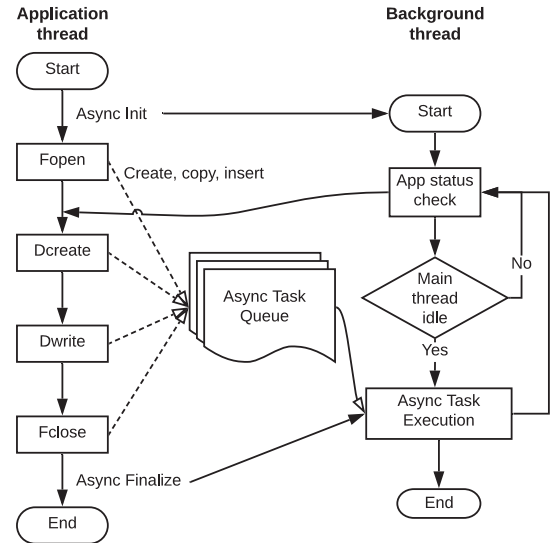 Application
thread
Background
thread
Start
Async Init
Start
Fopen
Create, copy, insert
App status
check
Dcreate
No
Async Task
Queue
Main
thread
idle
Dwrite
Yes
Async Task
Execution
Fclose
Async Finalize
End
End